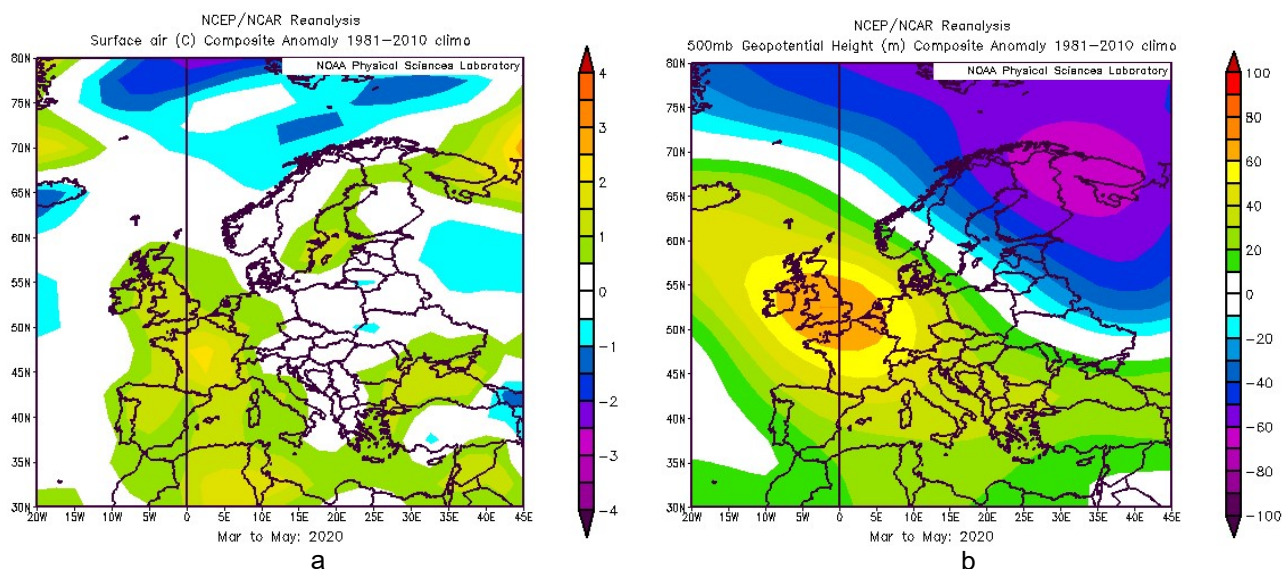 NCEP/NCAR Reanalysis
Surface air (C) Composite Anomaly 1981-2010 climo
NOAA Physical Sciences Laboratory
80N
75N
70N
65N
60N
55N
50N
45N
40N
35N
30N
20W
15W
10W
5W
0
5E
10E
15E
20E
25E
30E
35E
40E
45E
Mar to May: 2020
4
3
2
1
0
-1
-2
-3
-4
a
NCEP/NCAR Reanalysis
500mb Geopotential Height (m) Composite Anomaly 1981-2010 climo
NOAA Physical Sciences Laboratory
80N
75N
70N
65N
60N
55N
50N
45N
40N
35N
30N
20W
15W
10W
5W
0
5E
10E
15E
20E
25E
30E
35E
40E
45E
Mar to May: 2020
100
80
60
40
20
0
-20
-40
-60
-80
-100
b